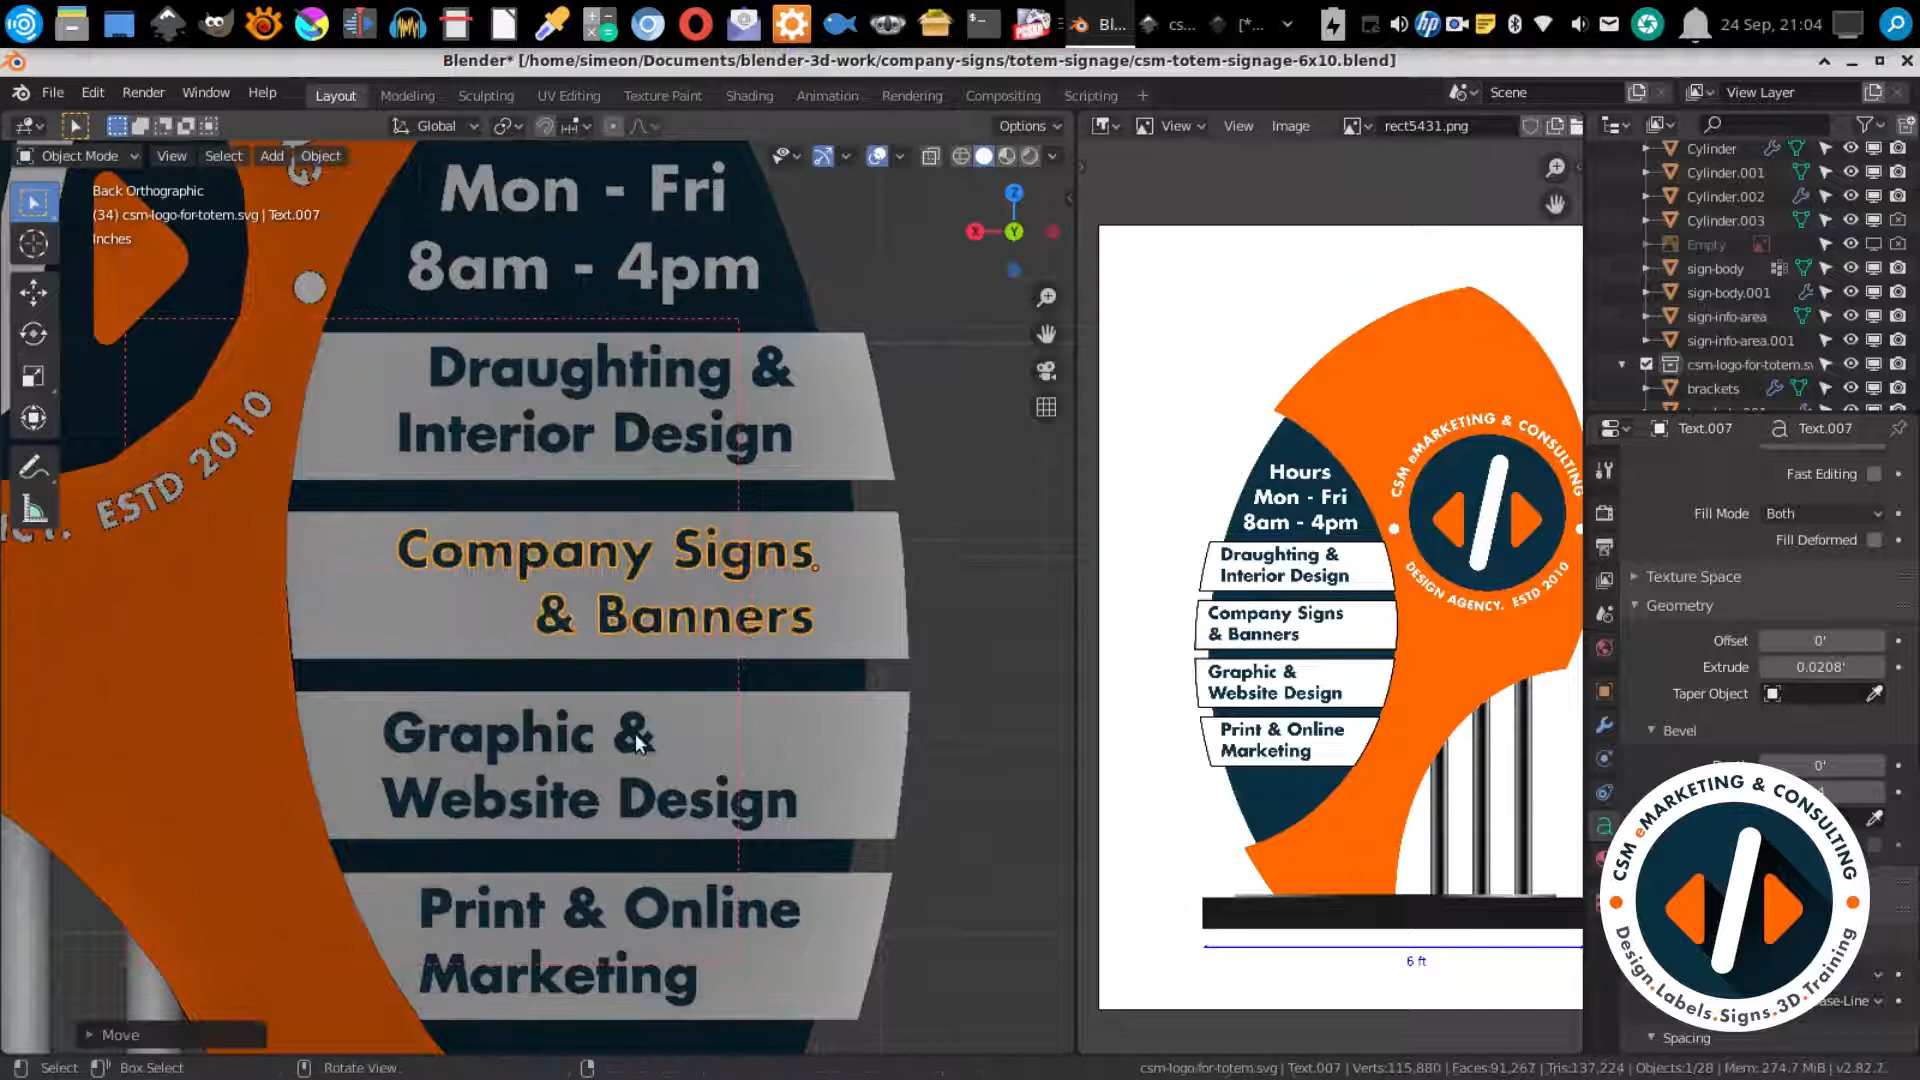 24 Sep, 21:04
Bl...
cs...
[*...
Blender* [/home/simeon/Documents/blender-3d-work/company-signs/totem-signage/csm-totem-signage-6x10.blend]
File Edit Render Window Help
Layout Modeling Sculpting UV Editing Texture Paint Shading Animation Rendering Compositing Scripting +
Scene
View Layer
Global
Options
View View Image rect5431.png
Object Mode View Select Add Object
Back Orthographic
(34) csm-logo-for-totem.svg | Text.007
Inches
Z
X
Y
Mon - Fri
8am - 4pm
Draughting &
Interior Design
Company Signs
& Banners
Graphic &
Website Design
Print & Online
Marketing
ESTD 2010
Hours
Mon - Fri
8am - 4pm
Draughting &
Interior Design
Company Signs
& Banners
Graphic &
Website Design
Print & Online
Marketing
CSM eMARKETING & CONSULTING
DESIGN AGENCY. ESTD 2010
6 ft
Cylinder
Cylinder.001
Cylinder.002
Cylinder.003
Empty
sign-body
sign-body.001
sign-info-area
sign-info-area.001
csm-logo-for-totem.sv
brackets
Text.007 Text.007
Fast Editing
Fill Mode Both
Fill Deformed
Texture Space
Geometry
Offset 0'
Extrude 0.0208'
Taper Object
Bevel
0'
ase-Line
Spacing
CSM eMARKETING & CONSULTING
Design.Labels.Signs.3D.Training
Move
Select Box Select Rotate View
csm-logo-for-totem.svg | Text.007 | Verts:115,880 | Faces:91,267 | Tris:137,224 | Objects:1/28 | Mem: 274.7 MiB | v2.82.7